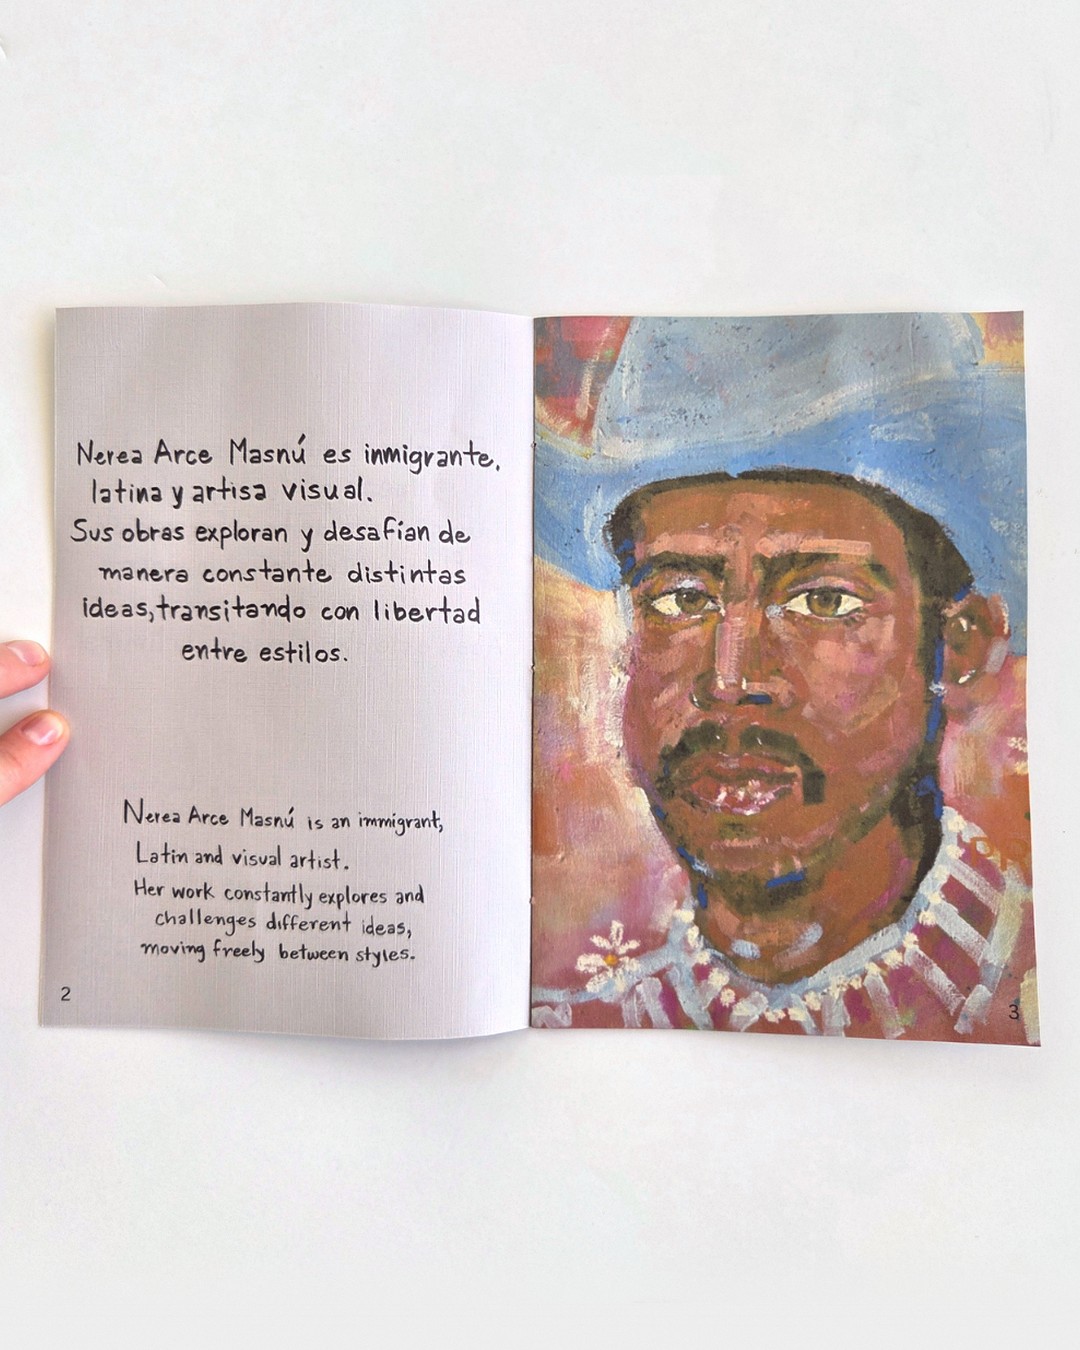 Nerea Arce Masnú es inmigrante,
latina y artisa visual.
Sus obras exploran y desafían de
manera constante distintas
ideas, transitando con libertad
entre estilos.
Nerea Arce Masnú is an immigrant,
Latin and visual artist.
Her work constantly explores and
challenges different ideas,
moving freely between styles.
2
3